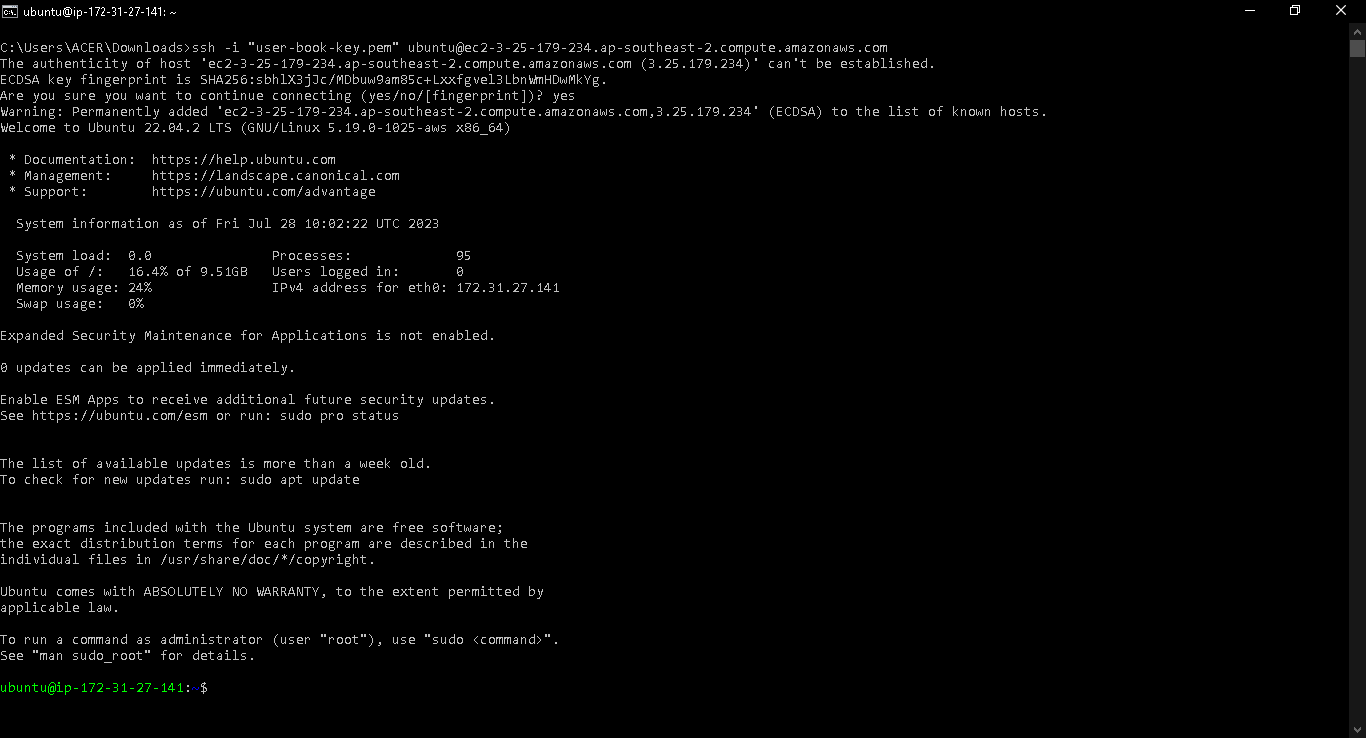 ubuntu@ip-172-31-27-141: ~
C:\Users\ACER\Downloads>ssh -i "user-book-key.pem" ubuntu@ec2-3-25-179-234.ap-southeast-2.compute.amazonaws.com
The authenticity of host 'ec2-3-25-179-234.ap-southeast-2.compute.amazonaws.com (3.25.179.234)' can't be established.
ECDSA key fingerprint is SHA256:sbhlX3jJc/MDbuw9am85c+Lxxfgvel3LbnWmHDwMkYg.
Are you sure you want to continue connecting (yes/no/[fingerprint])? yes
Warning: Permanently added 'ec2-3-25-179-234.ap-southeast-2.compute.amazonaws.com,3.25.179.234' (ECDSA) to the list of known hosts.
Welcome to Ubuntu 22.04.2 LTS (GNU/Linux 5.19.0-1025-aws x86_64)
* Documentation:  https://help.ubuntu.com
* Management:     https://landscape.canonical.com
* Support:        https://ubuntu.com/advantage
System information as of Fri Jul 28 10:02:22 UTC 2023
System load:  0.0               Processes:             95
Usage of /:   16.4% of 9.51GB   Users logged in:       0
Memory usage: 24%               IPv4 address for eth0: 172.31.27.141
Swap usage:   0%
Expanded Security Maintenance for Applications is not enabled.
0 updates can be applied immediately.
Enable ESM Apps to receive additional future security updates.
See https://ubuntu.com/esm or run: sudo pro status
The list of available updates is more than a week old.
To check for new updates run: sudo apt update
The programs included with the Ubuntu system are free software;
the exact distribution terms for each program are described in the
individual files in /usr/share/doc/*/copyright.
Ubuntu comes with ABSOLUTELY NO WARRANTY, to the extent permitted by
applicable law.
To run a command as administrator (user "root"), use "sudo <command>".
See "man sudo_root" for details.
ubuntu@ip-172-31-27-141:~$